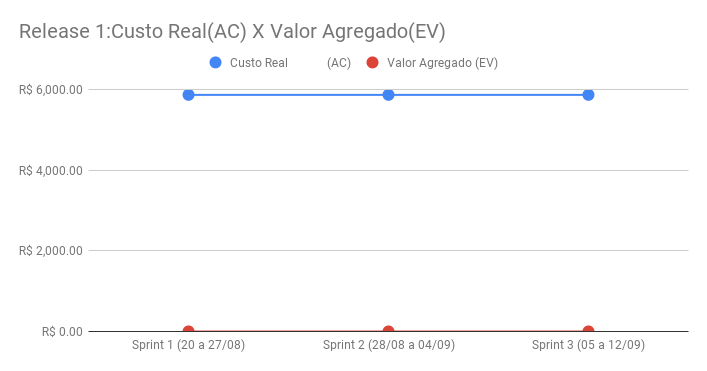 Release 1:Custo Real(AC) X Valor Agregado(EV)
Custo Real (AC) Valor Agregado (EV)
R$ 6,000.00
R$ 4,000.00
R$ 2,000.00
R$ 0.00
Sprint 1 (20 a 27/08) Sprint 2 (28/08 a 04/09) Sprint 3 (05 a 12/09)